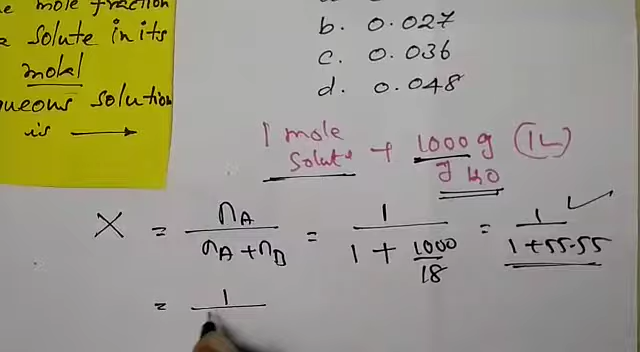 mole fraction
solute in its
molal
solution
is →
b. 0.027
c. 0.036
d. 0.048
1 mole solute + 1000 g (1L)
H2O
X = nA / nA + nB = 1 / 1 + 1000/18 = 1 / 1 + 55.55
= 1